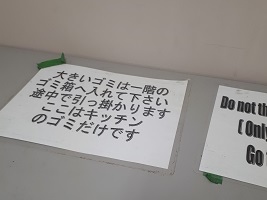 大きいゴミは一階の
ゴミ箱へ入れて下さい
途中で引っ掛かります
ここはキッチン
のゴミだけです
Do not th
( Onl
Go